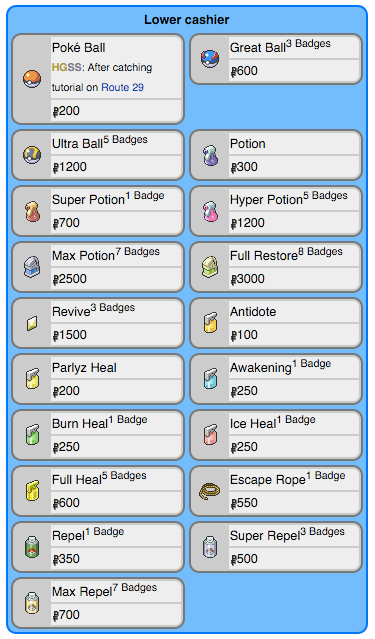 Lower cashier
Poké Ball
HGSS: After catching
tutorial on Route 29
₽200
Great Ball3 Badges
₽600
Ultra Ball5 Badges
₽1200
Potion
₽300
Super Potion1 Badge
₽700
Hyper Potion5 Badges
₽1200
Max Potion7 Badges
₽2500
Full Restore8 Badges
₽3000
Revive3 Badges
₽1500
Antidote
₽100
Parlyz Heal
₽200
Awakening1 Badge
₽250
Burn Heal1 Badge
₽250
Ice Heal1 Badge
₽250
Full Heal5 Badges
₽600
Escape Rope1 Badge
₽550
Repel1 Badge
₽350
Super Repel3 Badges
₽500
Max Repel7 Badges
₽700